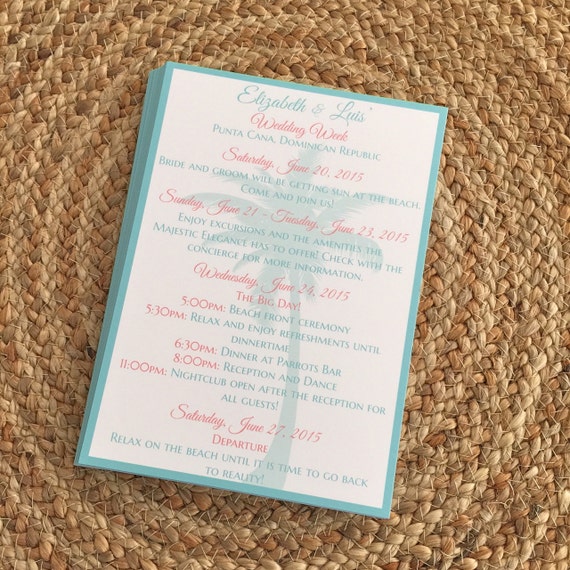 Elizabeth & Luis'
Wedding Week
Punta Cana, Dominican Republic
Saturday, June 20, 2015
Bride and groom will be getting sun at the beach.
Come and join us!
Sunday, June 21 - Tuesday, June 23, 2015
Enjoy excursions and the amenities the
Majestic Elegance has to offer! Check with the
concierge for more information.
Wednesday, June 24, 2015
The Big Day!
5:00pm: Beach front ceremony
5:30pm: Relax and enjoy refreshments until
dinnertime
6:30pm: Dinner at Parrots Bar
8:00pm: Reception and Dance
11:00pm: Nightclub open after the reception for
all guests!
Saturday, June 27, 2015
Departure
Relax on the beach until it is time to go back
to reality!